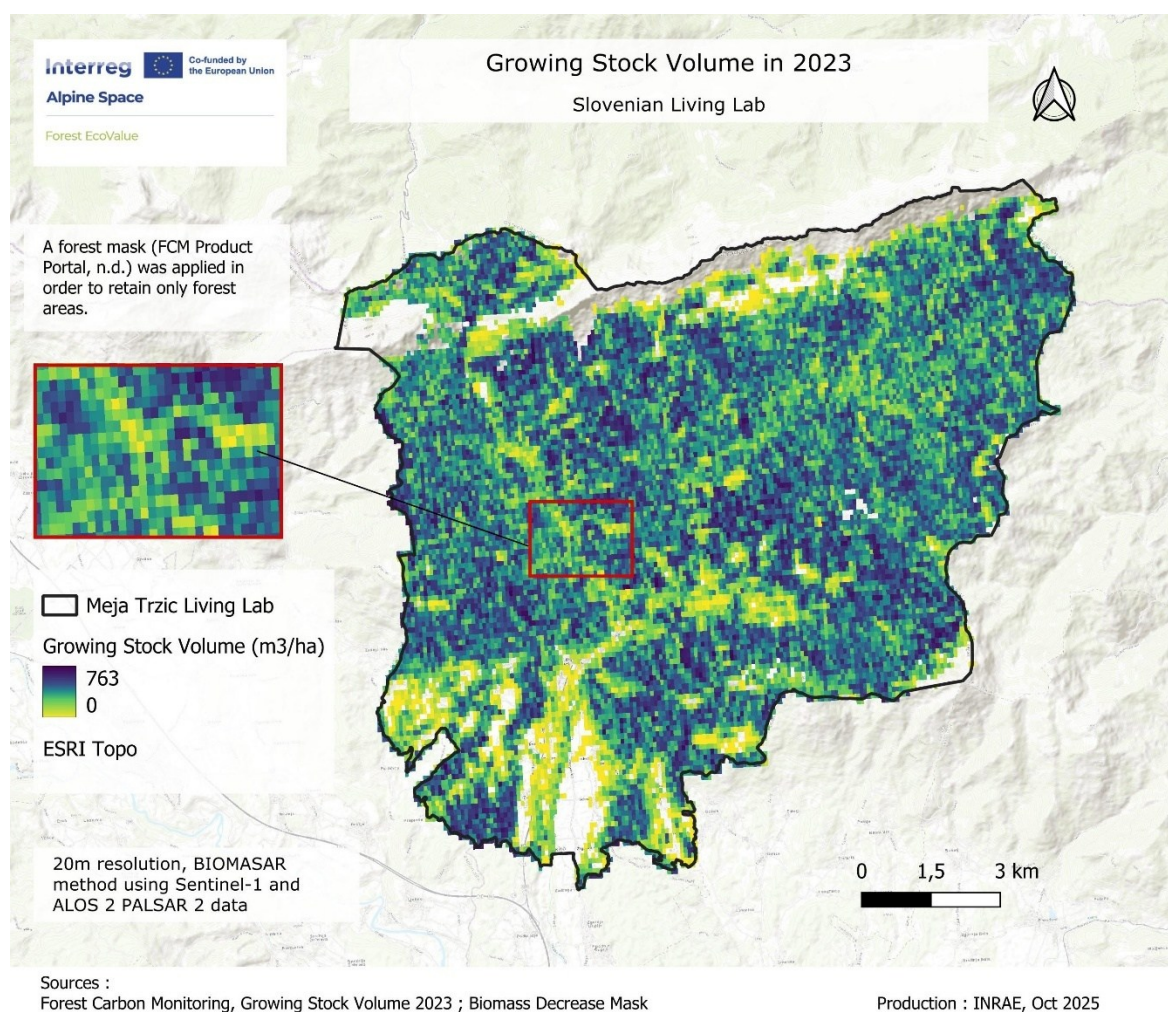 Interreg
Co-funded by
the European Union
Alpine Space
Forest EcoValue
Growing Stock Volume in 2023
Slovenian Living Lab
A forest mask (FCM Product
Portal, n.d.) was applied in
order to retain only forest
areas.
Meja Trzic Living Lab
Growing Stock Volume (m3/ha)
763
0
ESRI Topo
20m resolution, BIOMASAR
method using Sentinel-1 and
ALOS 2 PALSAR 2 data
0 1,5 3 km
Sources :
Forest Carbon Monitoring, Growing Stock Volume 2023 ; Biomass Decrease Mask
Production : INRAE, Oct 2025